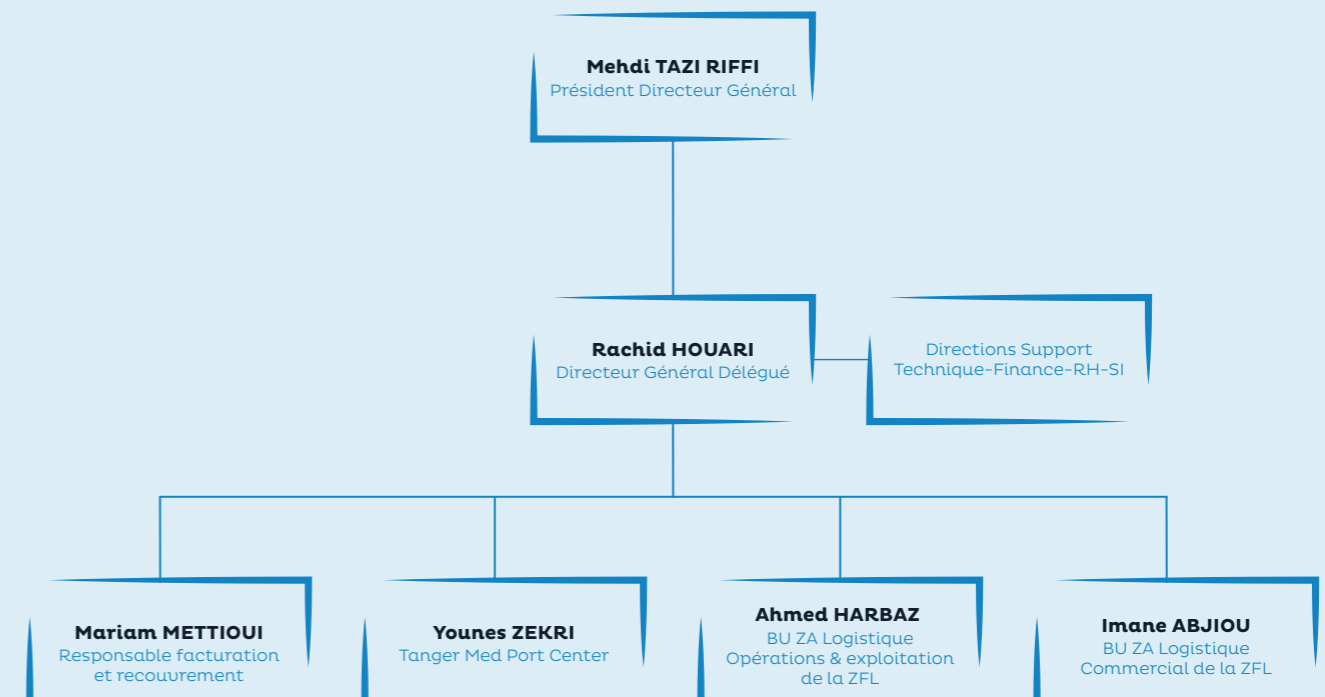 Mehdi TAZI RIFFI
Président Directeur Général
Rachid HOUARI
Directeur Général Délégué
Directions Support
Technique-Finance-RH-SI
Mariam METTIOUI
Responsable facturation
et recouvrement
Younes ZEKRI
Tanger Med Port Center
Ahmed HARBAZ
BU ZA Logistique
Opérations & exploitation
de la ZFL
Imane ABJIOU
BU ZA Logistique
Commercial de la ZFL